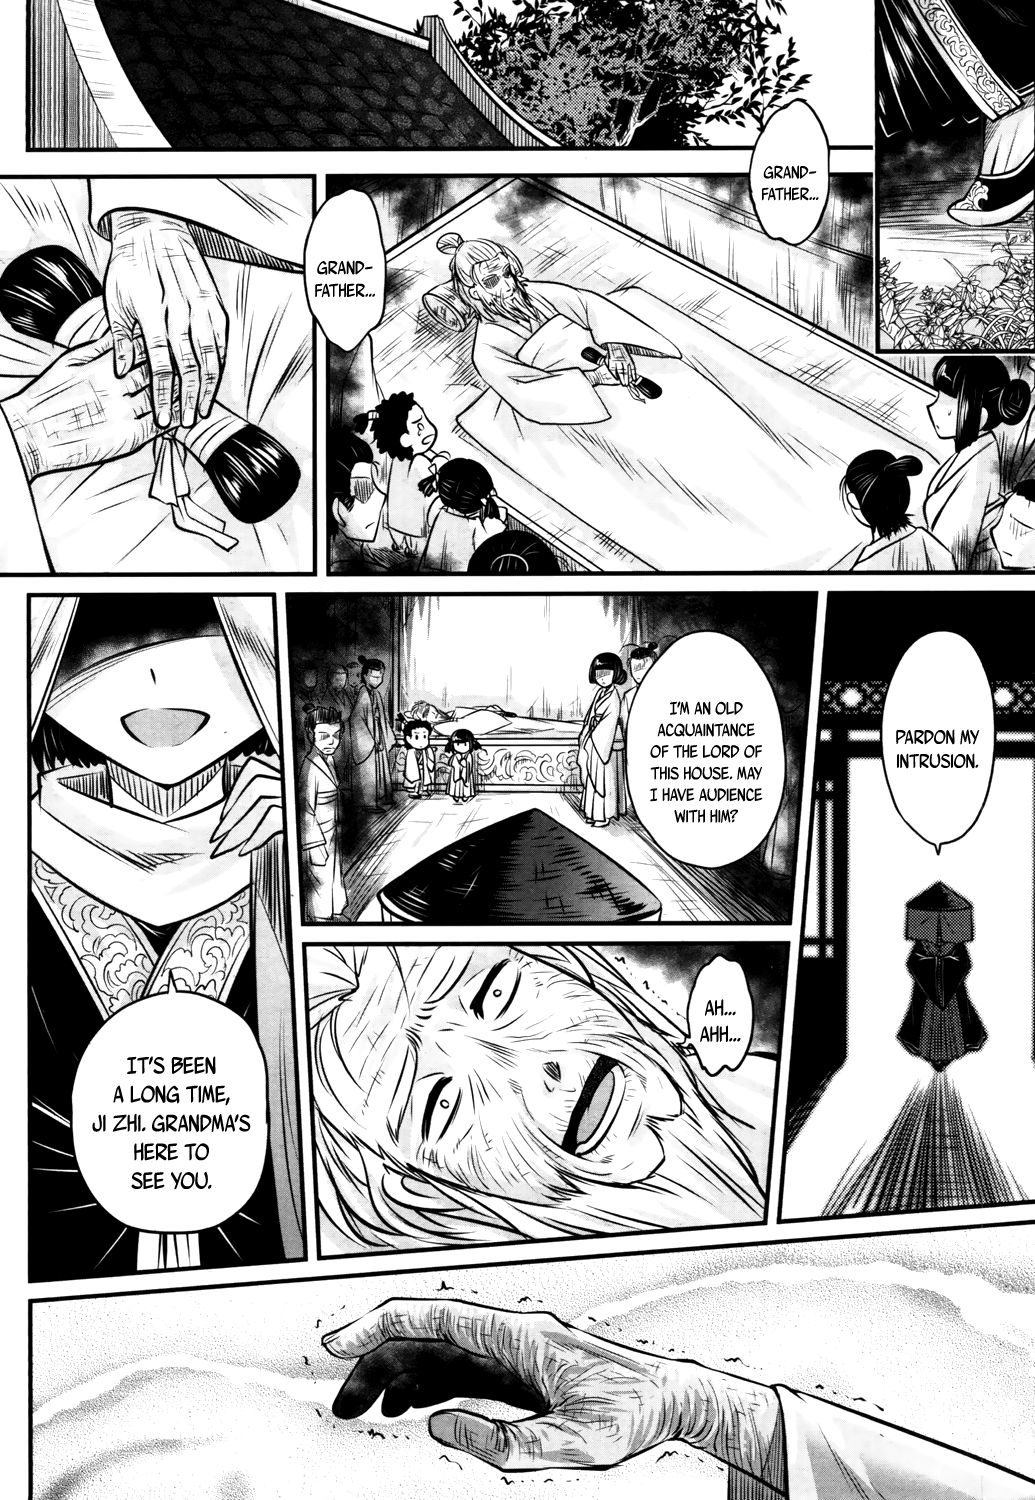 GRAND-
FATHER...
GRAND-
FATHER...
PARDON MY
INTRUSION.
I'M AN OLD
ACQUAINTANCE
OF THE LORD OF
THIS HOUSE. MAY
I HAVE AUDIENCE
WITH HIM?
AH...
AHH...
IT'S BEEN
A LONG TIME,
JI ZHI. GRANDMA'S
HERE TO
SEE YOU.